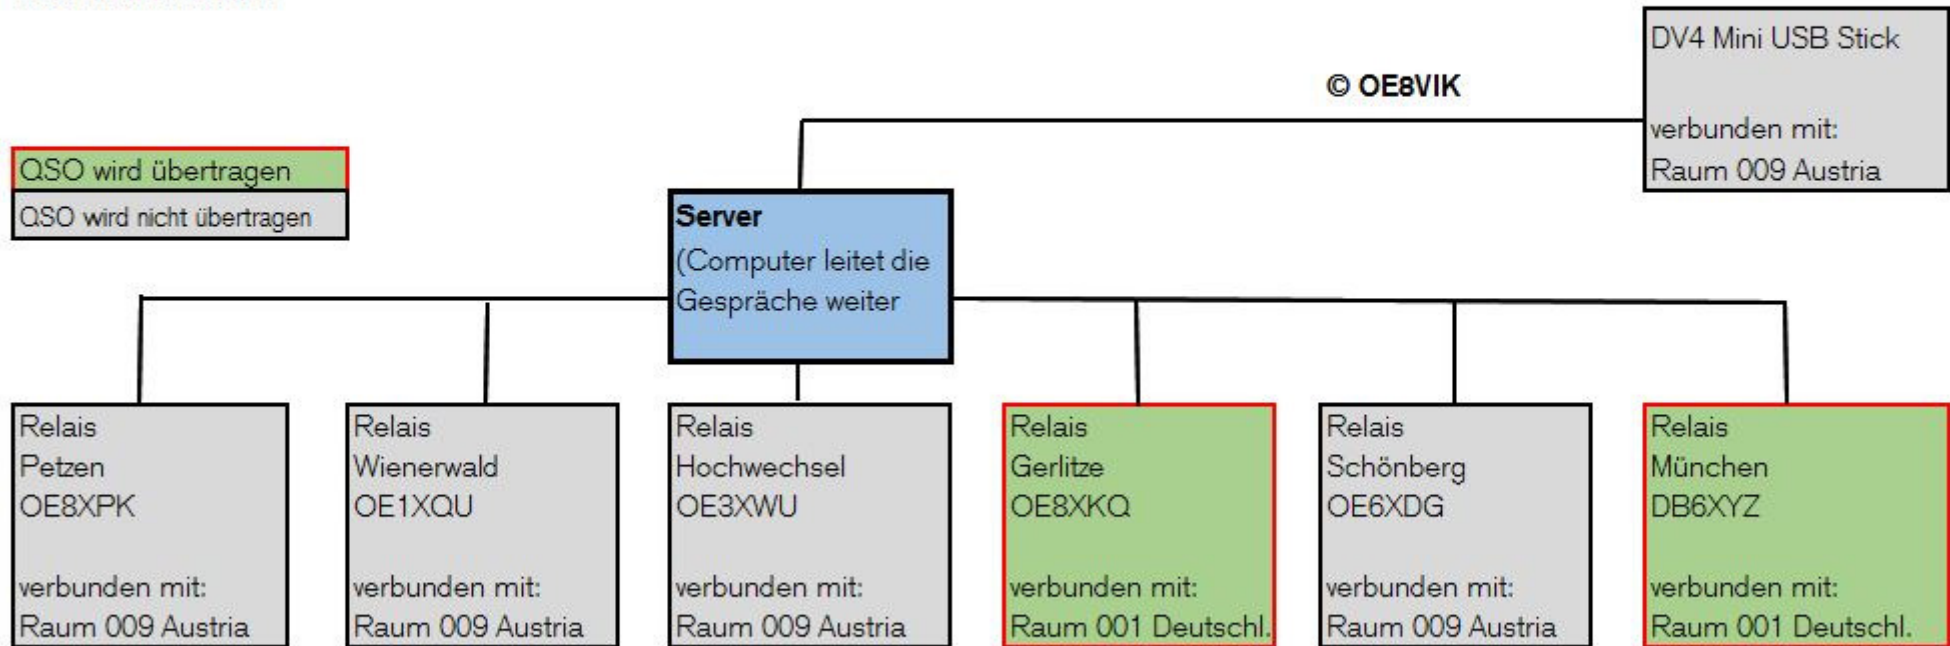 DV4 Mini USB Stick
verbunden mit:
Raum 009 Austria
© OE8VIK
QSO wird übertragen
QSO wird nicht übertragen
Server
(Computer leitet die
Gespräche weiter
Relais
Petzen
OE8XPK
verbunden mit:
Raum 009 Austria
Relais
Wienerwald
OE1XQU
verbunden mit:
Raum 009 Austria
Relais
Hochwechsel
OE3XWU
verbunden mit:
Raum 009 Austria
Relais
Gerlitze
OE8XKQ
verbunden mit:
Raum 001 Deutschl.
Relais
Schönberg
OE6XDG
verbunden mit:
Raum 009 Austria
Relais
München
DB6XYZ
verbunden mit:
Raum 001 Deutschl.